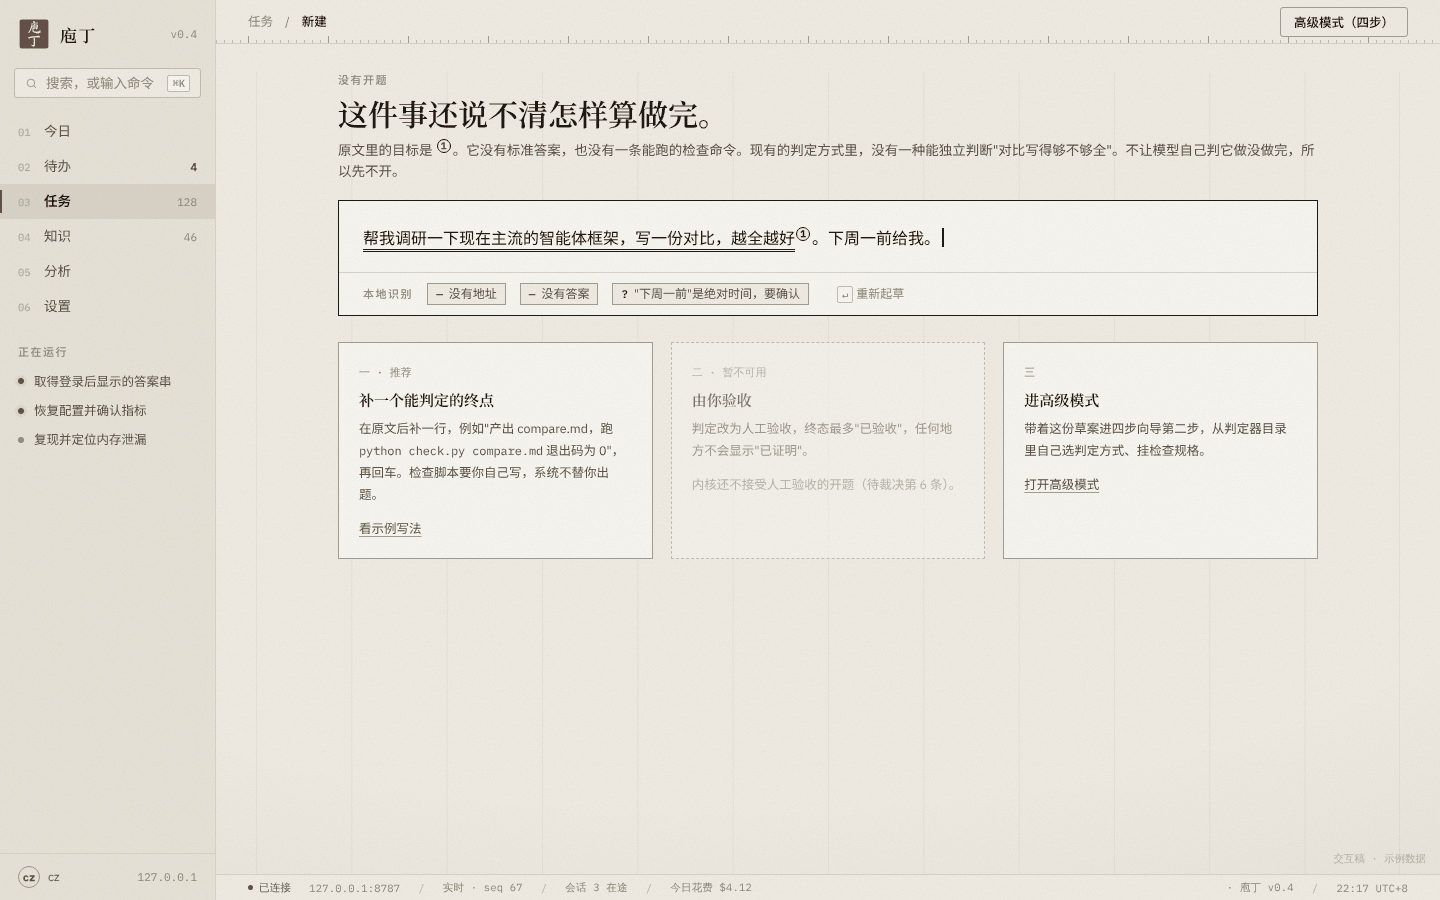 庖丁
庖丁 v0.4
搜索，或输入命令 ⌘K
01 今日
02 待办 4
03 任务 128
04 知识 46
05 分析
06 设置
正在运行
取得登录后显示的答案串
恢复配置并确认指标
复现并定位内存泄漏
cz cz 127.0.0.1
任务 / 新建
高级模式（四步）
没有开题
这件事还说不清怎样算做完。
原文里的目标是 ①。它没有标准答案，也没有一条能跑的检查命令。现有的判定方式里，没有一种能独立判断"对比写得够不够全"。不让模型自己判它做没做完，所
以先不开。
帮我调研一下现在主流的智能体框架，写一份对比，越全越好①。下周一前给我。
本地识别 — 没有地址 — 没有答案 ? "下周一前"是绝对时间，要确认 ↵ 重新起草
一 · 推荐
补一个能判定的终点
在原文后补一行，例如"产出 compare.md，跑
python check.py compare.md 退出码为 0"，
再回车。检查脚本要你自己写，系统不替你出
题。
看示例写法
二 · 暂不可用
由你验收
判定改为人工验收，终态最多"已验收"，任何地
方不会显示"已证明"。
内核还不接受人工验收的开题（待裁决第 6 条）。
三
进高级模式
带着这份草案进四步向导第二步，从判定器目录
里自己选判定方式、挂检查规格。
打开高级模式
交互稿 · 示例数据
已连接 127.0.0.1:8787 / 实时 · seq 67 / 会话 3 在途 / 今日花费 $4.12
· 庖丁 v0.4 / 22:17 UTC+8